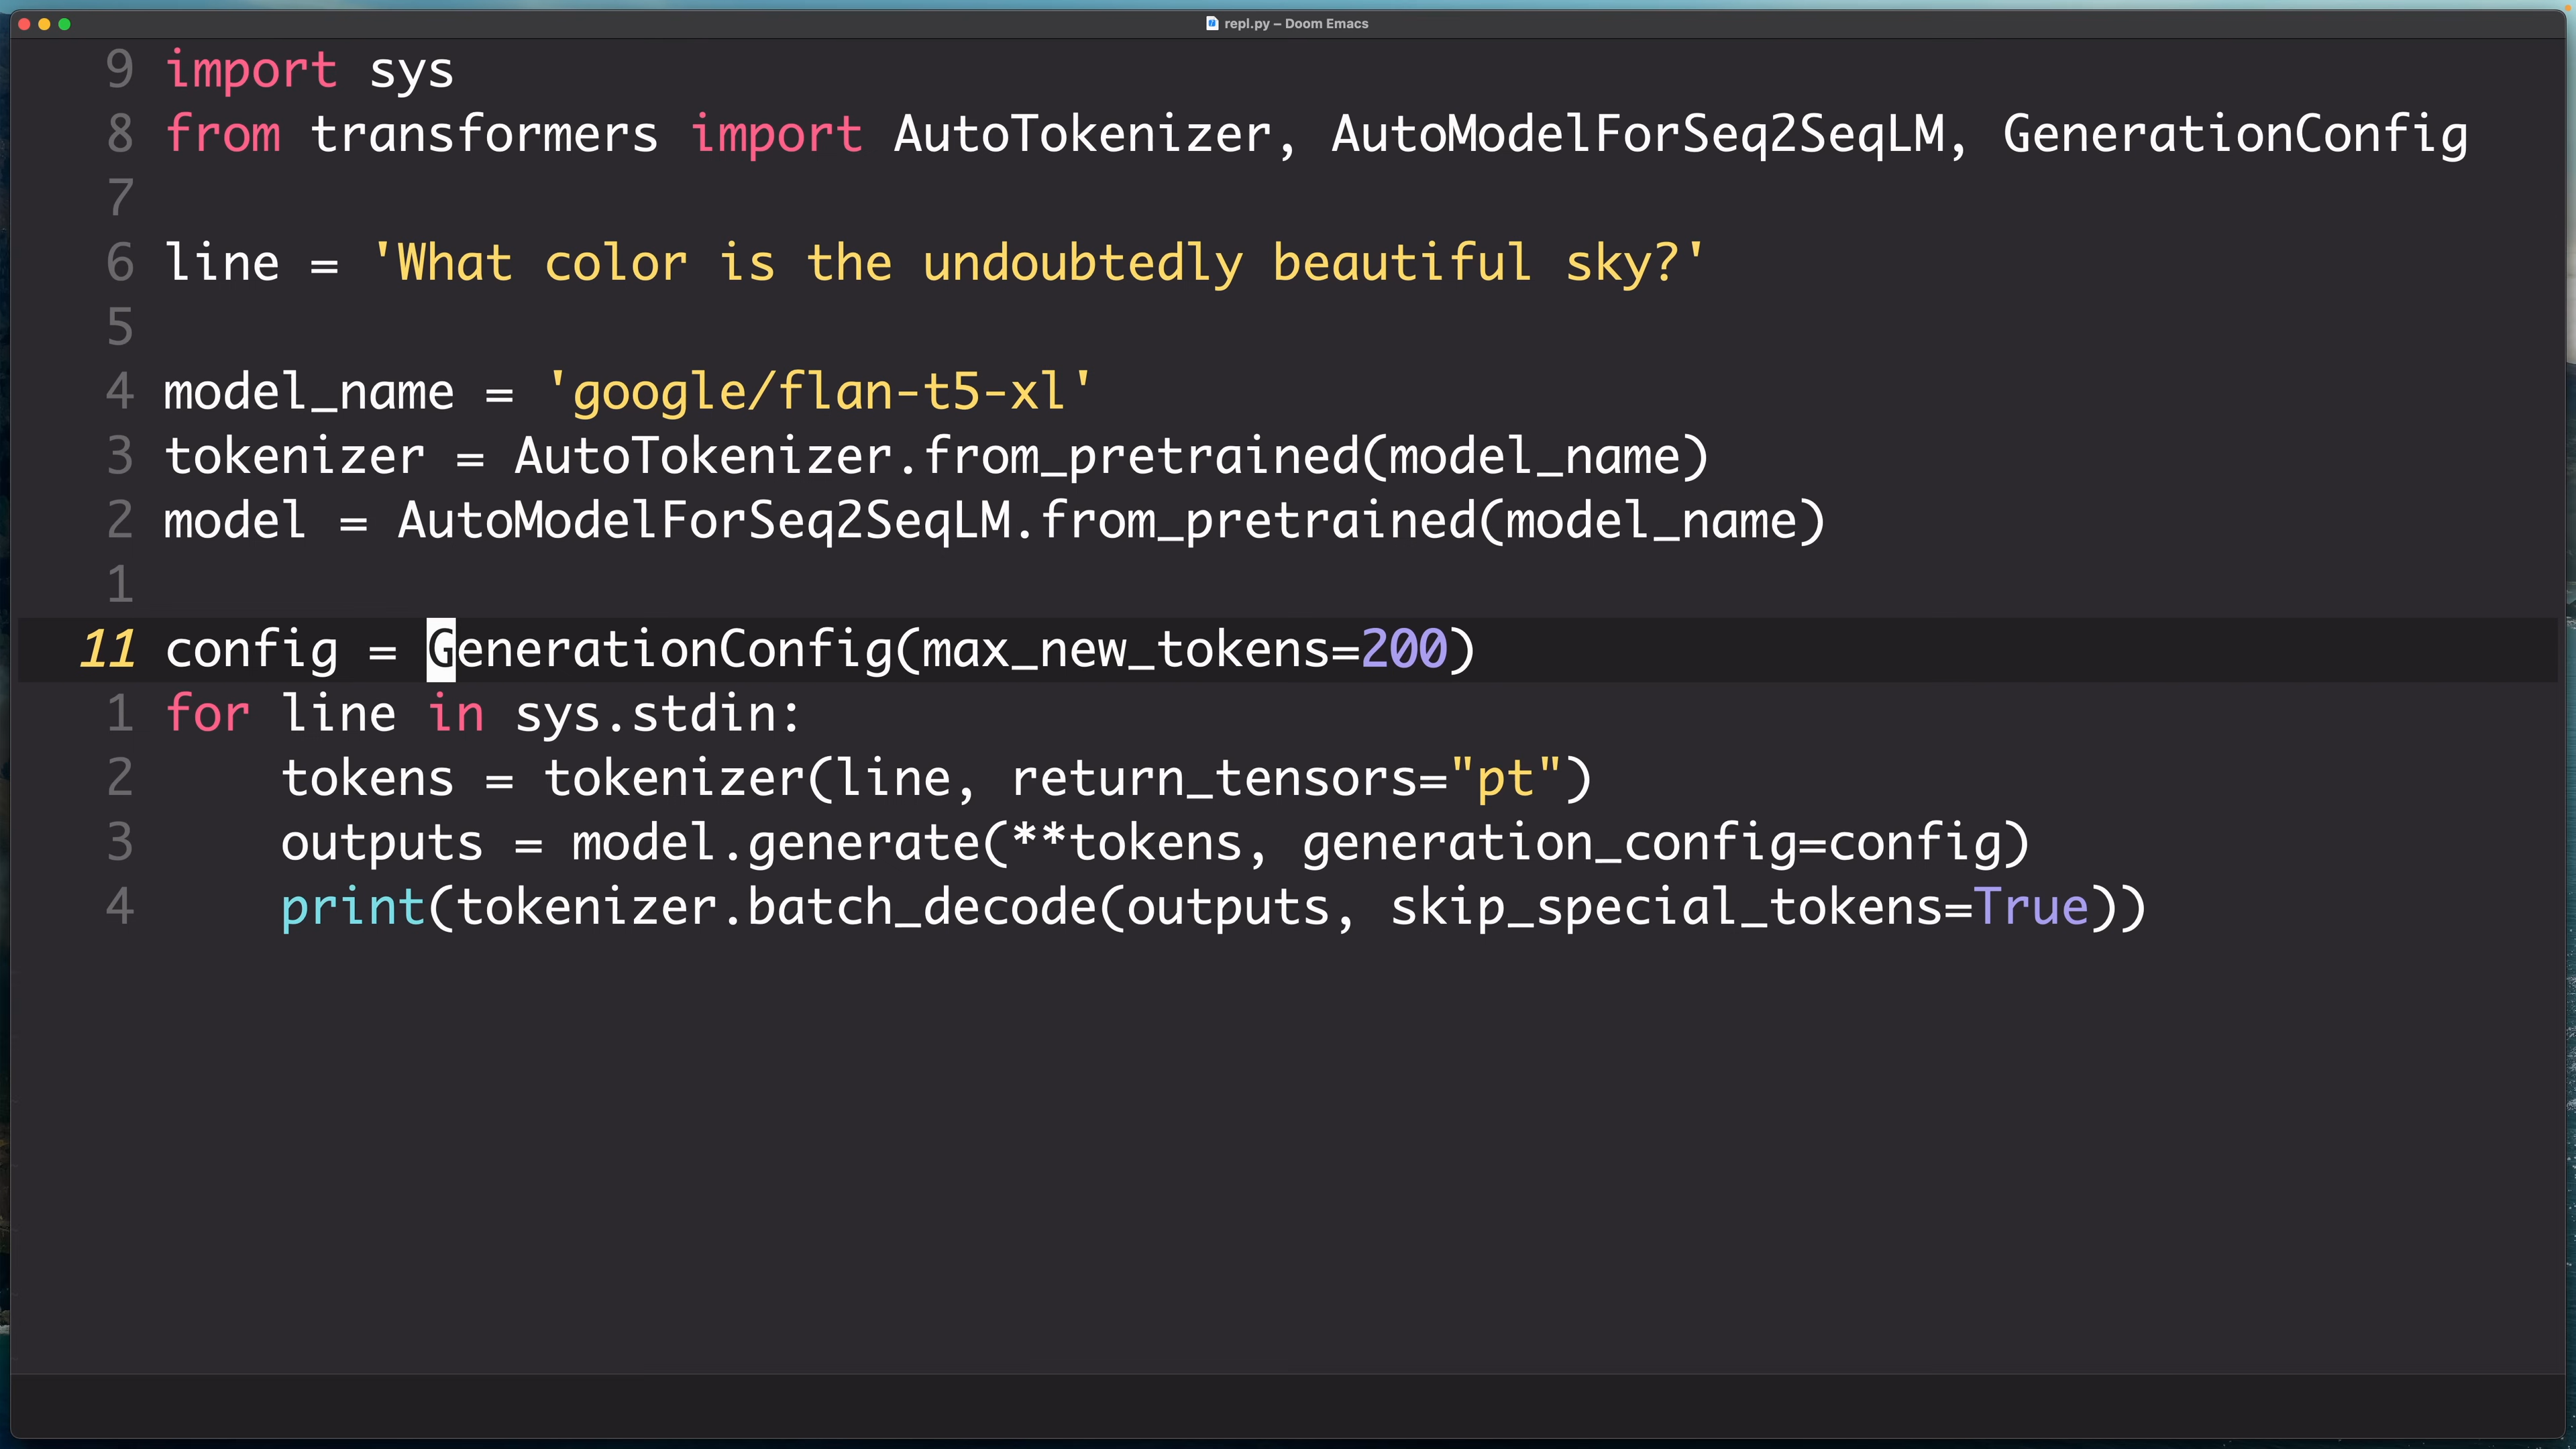 repl.py – Doom Emacs
9 import sys
8 from transformers import AutoTokenizer, AutoModelForSeq2SeqLM, GenerationConfig
7
6 line = 'What color is the undoubtedly beautiful sky?'
5
4 model_name = 'google/flan-t5-xl'
3 tokenizer = AutoTokenizer.from_pretrained(model_name)
2 model = AutoModelForSeq2SeqLM.from_pretrained(model_name)
1
11 config = GenerationConfig(max_new_tokens=200)
1 for line in sys.stdin:
2     tokens = tokenizer(line, return_tensors="pt")
3     outputs = model.generate(**tokens, generation_config=config)
4     print(tokenizer.batch_decode(outputs, skip_special_tokens=True))